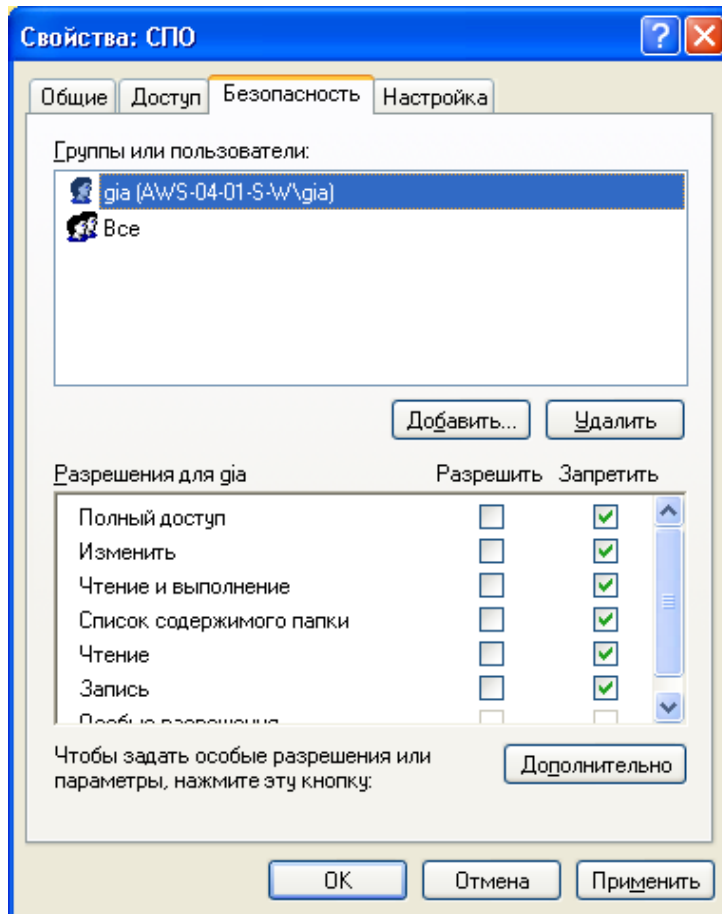 Свойства: СПО
Общие Доступ Безопасность Настройка
Группы или пользователи:
gia (AWS-04-01-S-W\gia)
Все
Добавить... Удалить
Разрешения для gia Разрешить Запретить
Полный доступ
Изменить
Чтение и выполнение
Список содержимого папки
Чтение
Запись
Особые разрешения
Чтобы задать особые разрешения или
параметры, нажмите эту кнопку:
Дополнительно
OK Отмена Применить